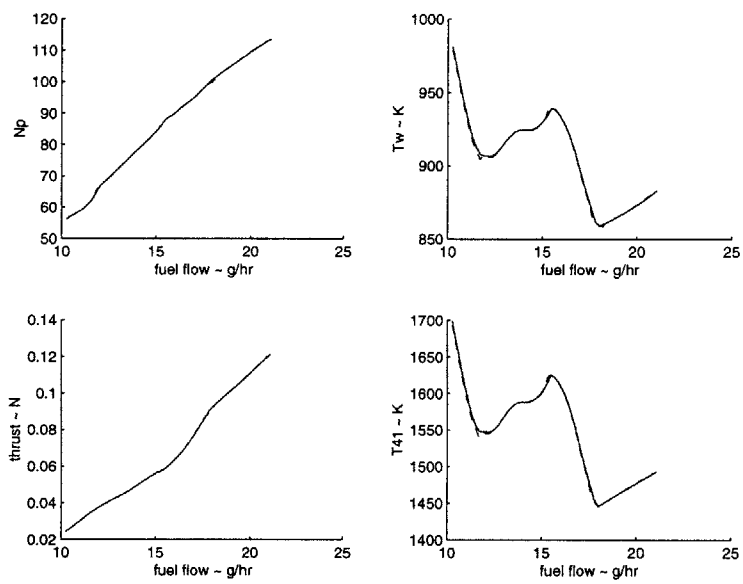 120
110
100
90
80
70
60
50
Np
10 15 20 25
fuel flow ~ g/hr
1000
950
900
850
Tw ~ K
10 15 20 25
fuel flow ~ g/hr
0.14
0.12
0.1
0.08
0.06
0.04
0.02
thrust ~ N
10 15 20 25
fuel flow ~ g/hr
1700
1650
1600
1550
1500
1450
1400
T41 ~ K
10 15 20 25
fuel flow ~ g/hr